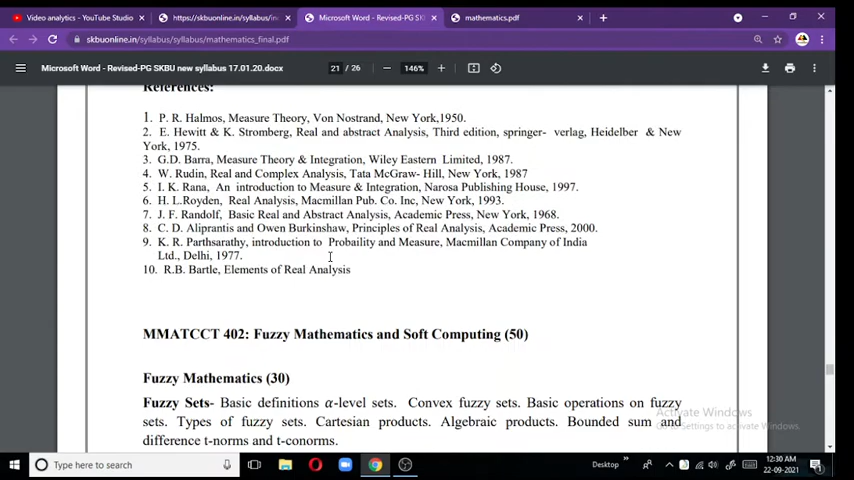 Video analytics - YouTube Studio
https://skbuonline.in/syllabus/in
Microsoft Word - Revised-PG SKBU
mathematics.pdf
skbuonline.in/syllabus/syllabus/mathematics_final.pdf
Microsoft Word - Revised-PG SKBU new syllabus 17.01.20.docx
21 / 26
146%
References:
1. P. R. Halmos, Measure Theory, Von Nostrand, New York,1950.
2. E. Hewitt & K. Stromberg, Real and abstract Analysis, Third edition, springer- verlag, Heidelber & New
York, 1975.
3. G.D. Barra, Measure Theory & Integration, Wiley Eastern Limited, 1987.
4. W. Rudin, Real and Complex Analysis, Tata McGraw- Hill, New York, 1987
5. I. K. Rana, An introduction to Measure & Integration, Narosa Publishing House, 1997.
6. H. L.Royden, Real Analysis, Macmillan Pub. Co. Inc, New York, 1993.
7. J. F. Randolf, Basic Real and Abstract Analysis, Academic Press, New York, 1968.
8. C. D. Aliprantis and Owen Burkinshaw, Principles of Real Analysis, Academic Press, 2000.
9. K. R. Parthsarathy, introduction to Probaility and Measure, Macmillan Company of India
Ltd., Delhi, 1977.
10. R.B. Bartle, Elements of Real Analysis
MMATCCT 402: Fuzzy Mathematics and Soft Computing (50)
Fuzzy Mathematics (30)
Fuzzy Sets- Basic definitions α-level sets. Convex fuzzy sets. Basic operations on fuzzy
sets. Types of fuzzy sets. Cartesian products. Algebraic products. Bounded sum and
difference t-norms and t-conorms.
Activate Windows
Go to Settings to activate Windows.
Type here to search
Desktop
12:30 AM
22-09-2021